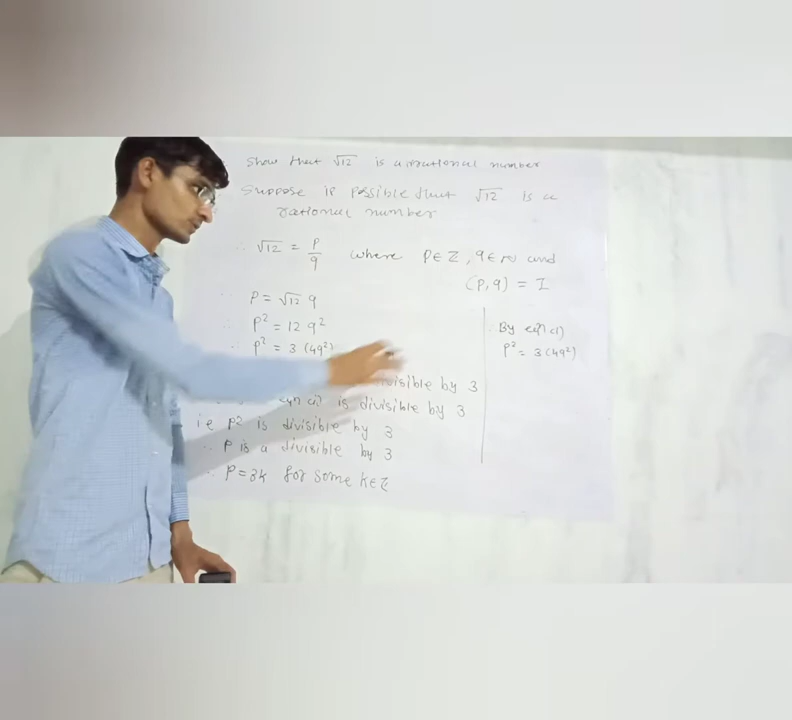 Show that √12 is a irrational number
Suppose is possible that √12 is a
rational number
∴ √12 = P/q where P∈Z, q∈N and
(P,q) = I
∴ P = √12 q
∴ P² = 12 q²
∴ P² = 3 (4q²)
divisible by 3
eqn (i) is divisible by 3
i.e P² is divisible by 3
∴ P is a divisible by 3
∴ P = 3k for some k∈Z
∴ By eqn (i)
P² = 3(4q²)